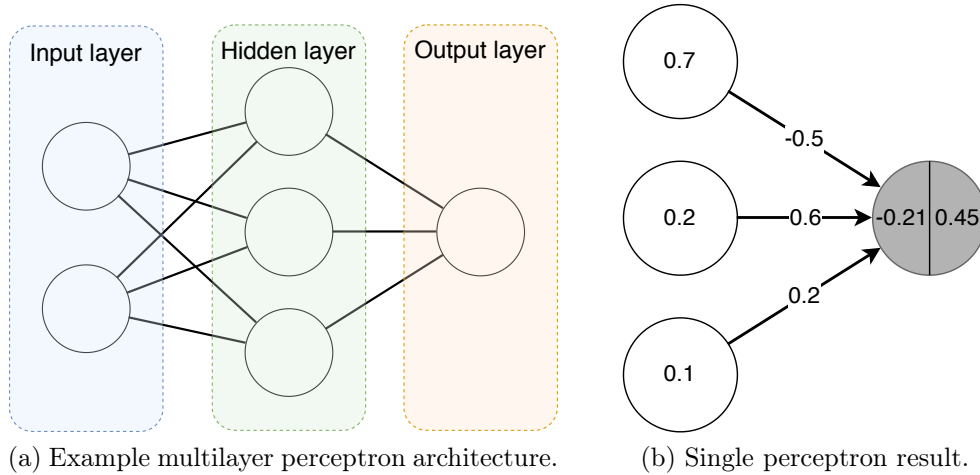 Input layer
Hidden layer
Output layer
0.7
-0.5
0.2
0.6
-0.21
0.45
0.2
0.1
(a) Example multilayer perceptron architecture.
(b) Single perceptron result.